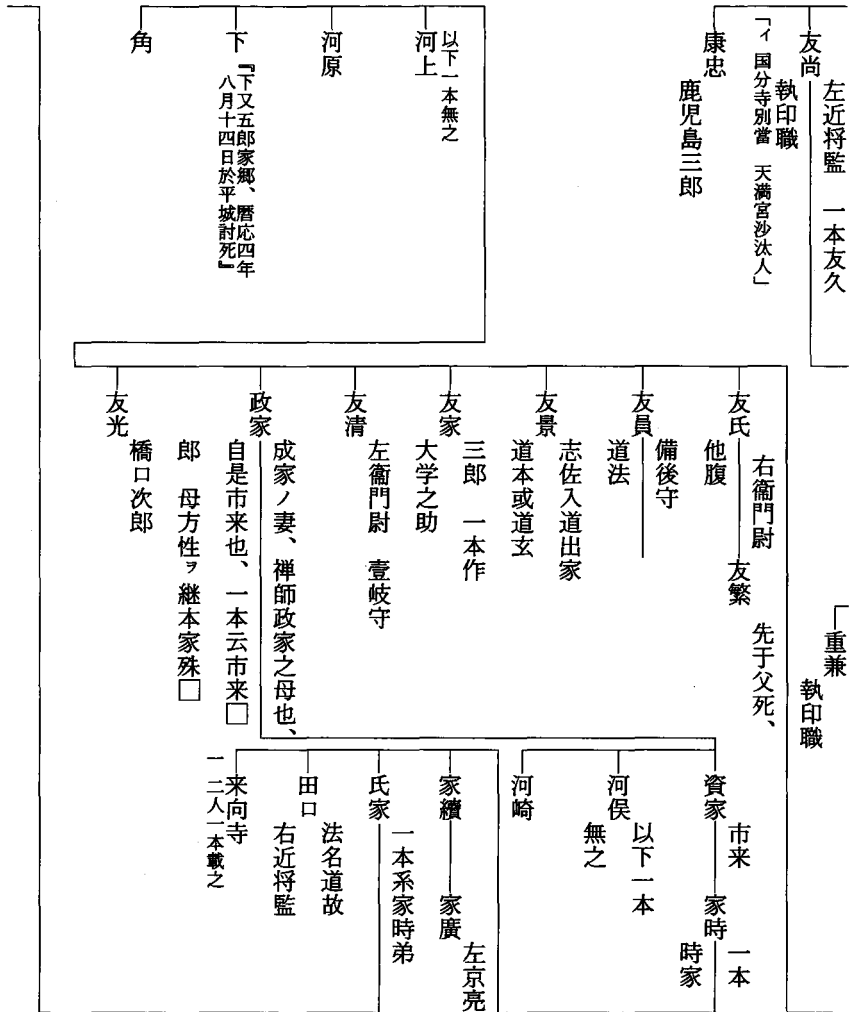 左近将監　一本友久
友尚
執印職
「イ 国分寺別當　天満宮沙汰人」
康忠
鹿児島三郎
以下一本無之
河上
河原
下
『下又五郎家郷、暦応四年
八月十四日於平城討死』
角
重兼
執印職
先于父死、
右衞門尉　友繁
友氏
他腹
備後守
友員
道法
志佐入道出家
友景
道本或道玄
三郎　一本作
友家
大学之助
左衞門尉　壹岐守
友清
成家ノ妻、禅師政家之母也、
政家
自是市来也、一本云市来□
郎　母方性ヲ継本家殊□
橋口次郎
友光
市来　一本
資家　家時
時家
以下一本
河俣
無之
河崎
左京亮
家續　家廣
一本系家時弟
氏家
法名道故
田口
右近将監
来向寺
一二人一本載之